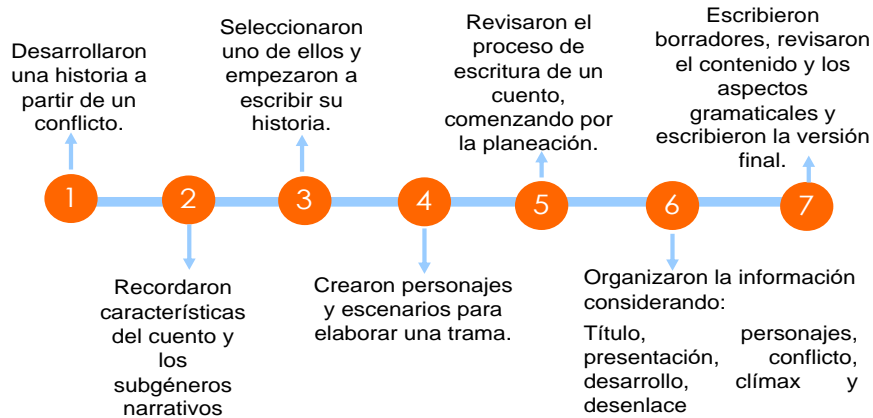 Desarrollaron
una historia a
partir de un
conflicto.
Seleccionaron
uno de ellos y
empezaron a
escribir su
historia.
Revisaron el
proceso de
escritura de un
cuento,
comenzando por
la planeación.
Escribieron
borradores, revisaron
el contenido y los
aspectos
gramaticales y
escribieron la versión
final.
1
2
3
4
5
6
7
Recordaron
características
del cuento y
los
subgéneros
narrativos
Crearon personajes
y escenarios para
elaborar una trama.
Organizaron la información
considerando:
Título, personajes,
presentación, conflicto,
desarrollo, clímax y
desenlace